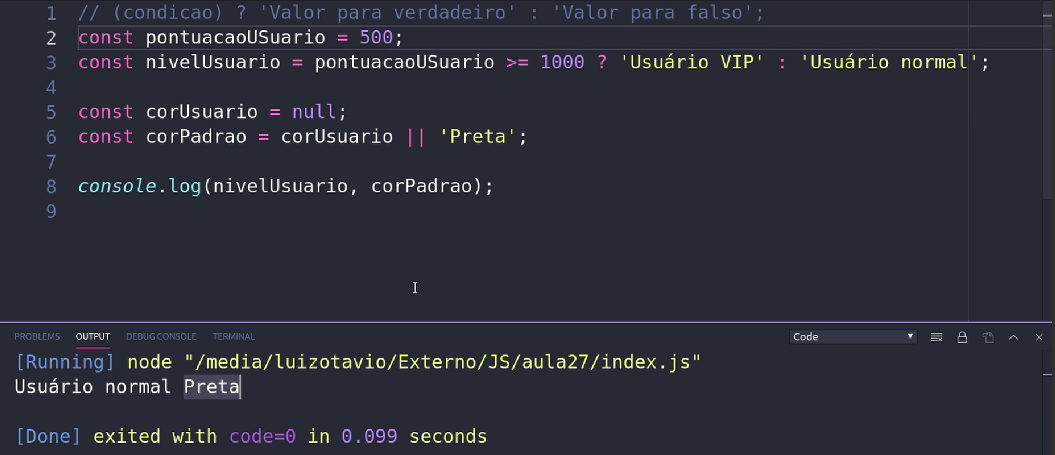 1 // (condicao) ? 'Valor para verdadeiro' : 'Valor para falso';
2 const pontuacaoUSuario = 500;
3 const nivelUsuario = pontuacaoUSuario >= 1000 ? 'Usuário VIP' : 'Usuário normal';
4
5 const corUsuario = null;
6 const corPadrao = corUsuario || 'Preta';
7
8 console.log(nivelUsuario, corPadrao);
9
PROBLEMS OUTPUT DEBUG CONSOLE TERMINAL Code
[Running] node "/media/luizotavio/Externo/JS/aula27/index.js"
Usuário normal Preta
[Done] exited with code=0 in 0.099 seconds